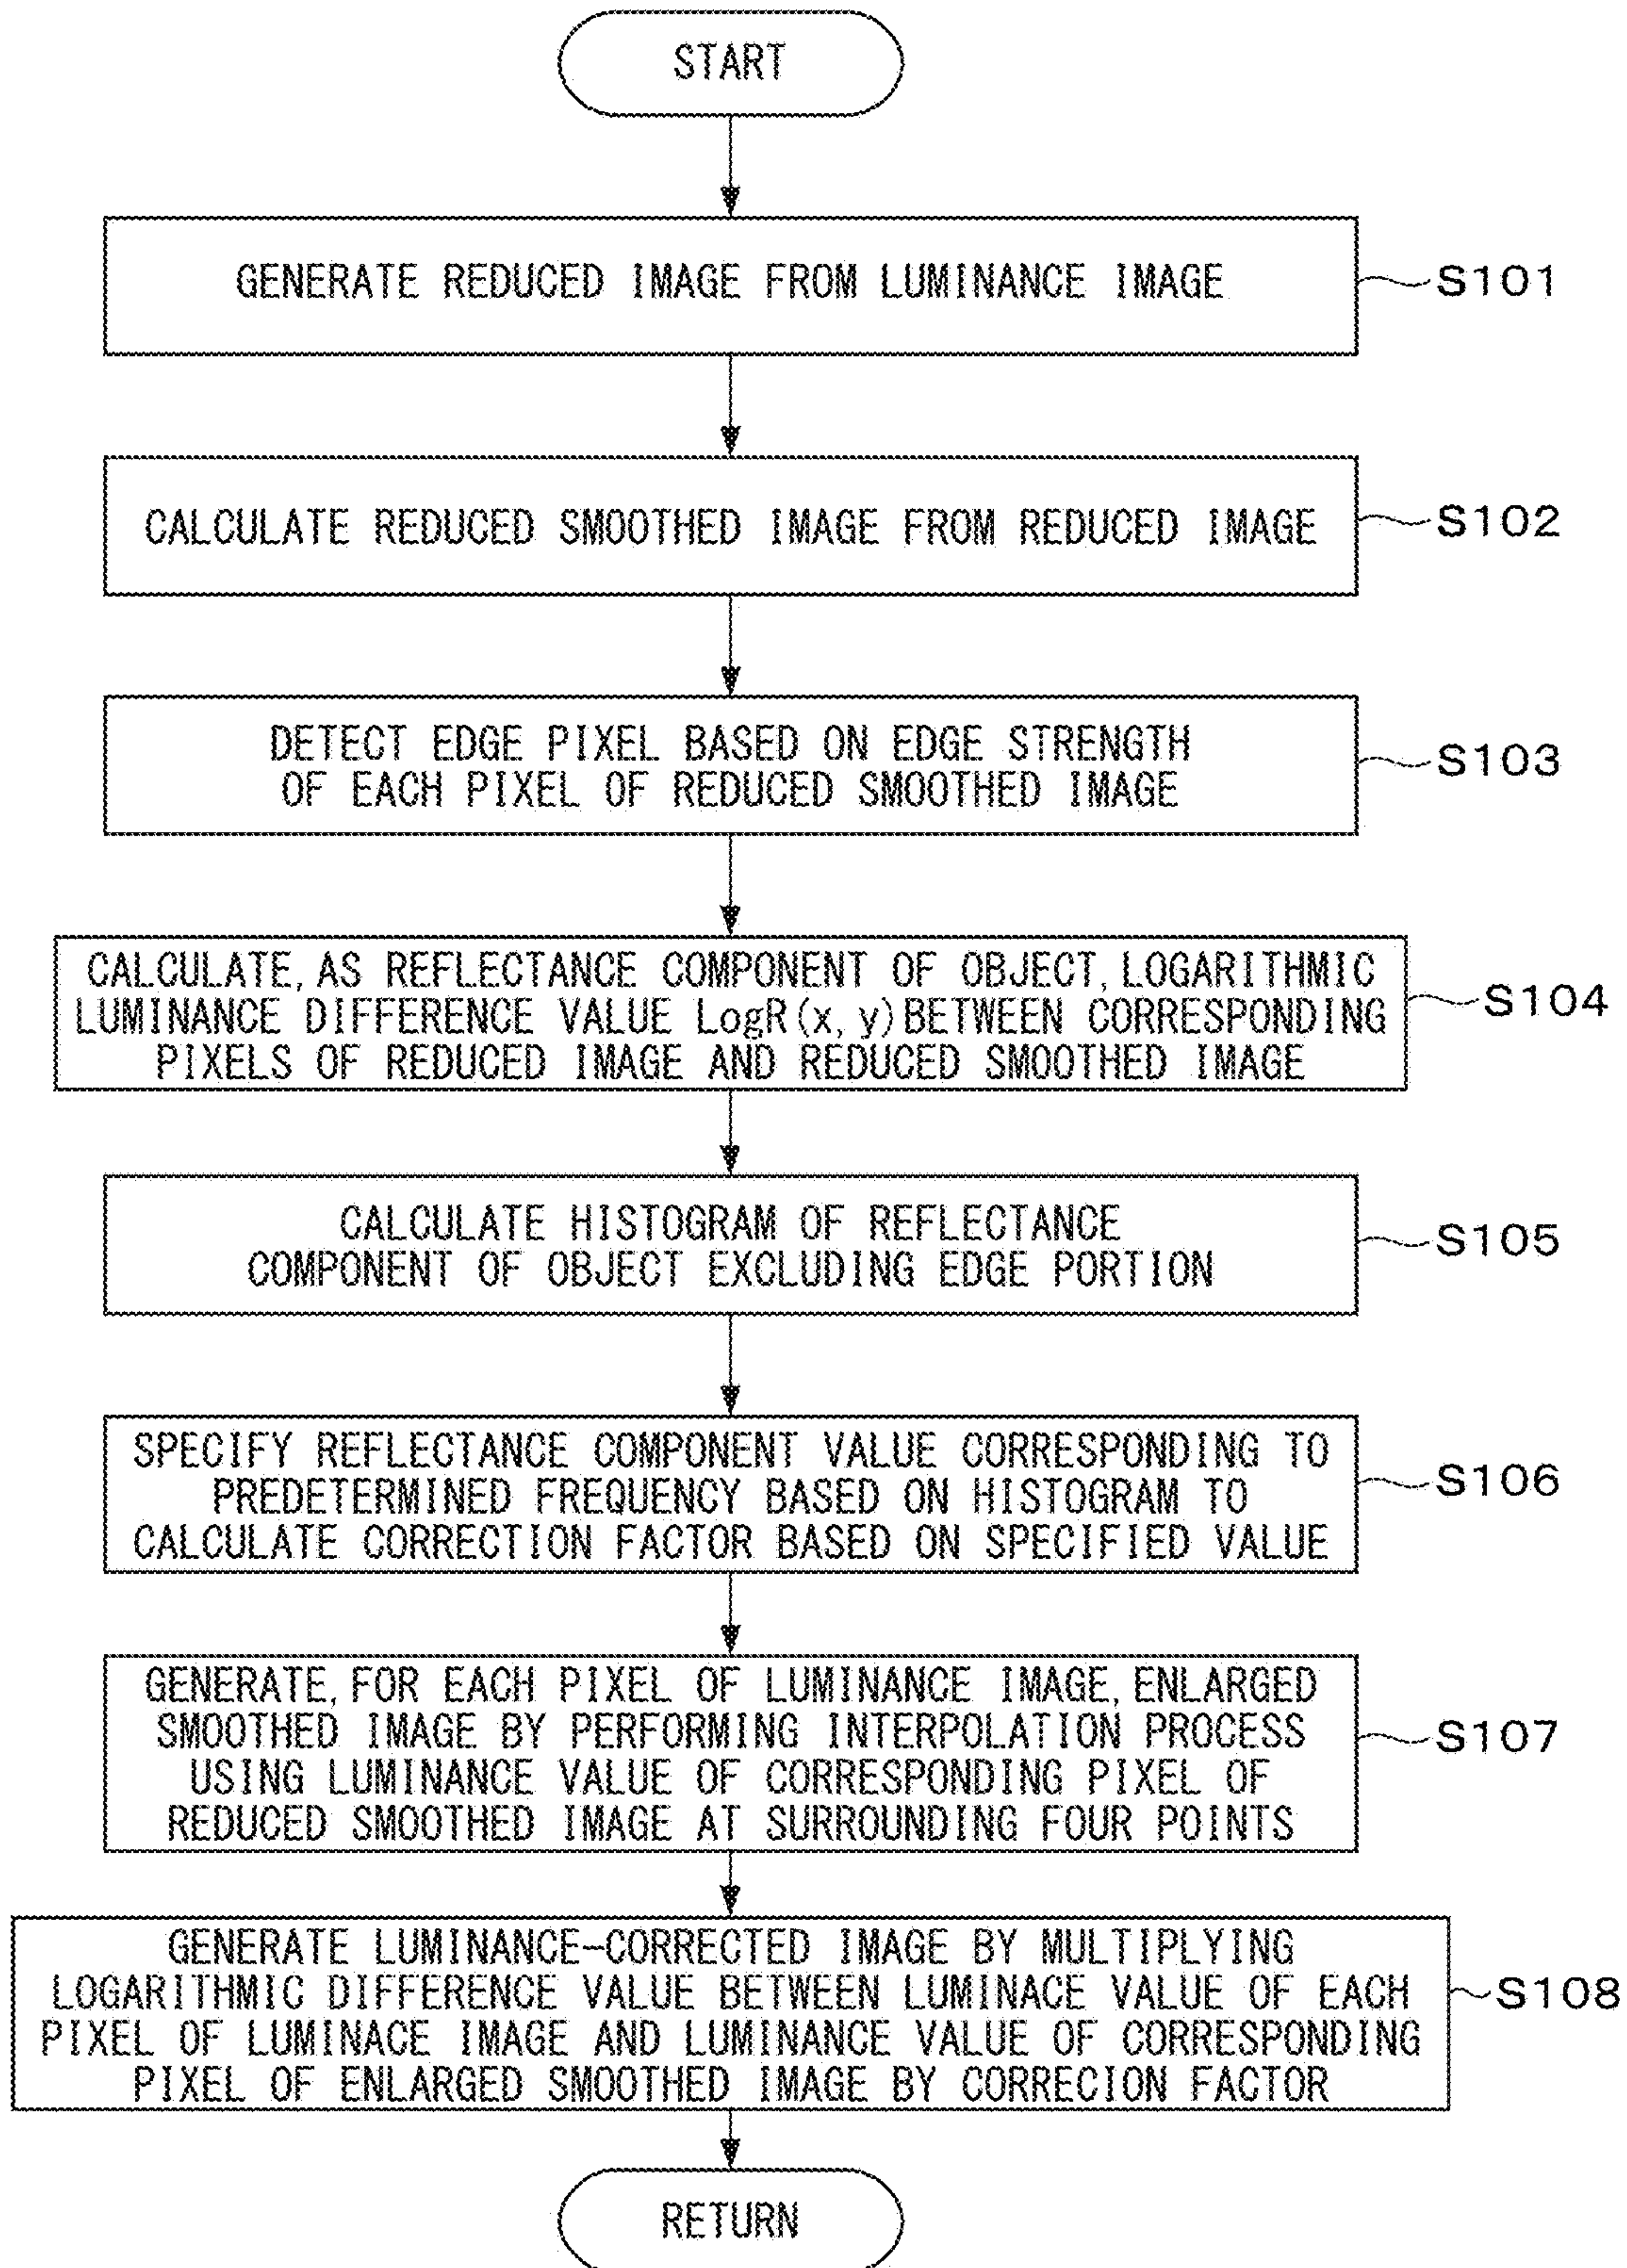 START
GENERATE REDUCED IMAGE FROM LUMINANCE IMAGE
S101
CALCULATE REDUCED SMOOTHED IMAGE FROM REDUCED IMAGE
S102
DETECT EDGE PIXEL BASED ON EDGE STRENGTH
OF EACH PIXEL OF REDUCED SMOOTHED IMAGE
S103
CALCULATE, AS REFLECTANCE COMPONENT OF OBJECT, LOGARITHMIC
LUMINANCE DIFFERENCE VALUE LogR(x, y) BETWEEN CORRESPONDING
PIXELS OF REDUCED IMAGE AND REDUCED SMOOTHED IMAGE
S104
CALCULATE HISTOGRAM OF REFLECTANCE
COMPONENT OF OBJECT EXCLUDING EDGE PORTION
S105
SPECIFY REFLECTANCE COMPONENT VALUE CORRESPONDING TO
PREDETERMINED FREQUENCY BASED ON HISTOGRAM TO
CALCULATE CORRECTION FACTOR BASED ON SPECIFIED VALUE
S106
GENERATE, FOR EACH PIXEL OF LUMINANCE IMAGE, ENLARGED
SMOOTHED IMAGE BY PERFORMING INTERPOLATION PROCESS
USING LUMINANCE VALUE OF CORRESPONDING PIXEL OF
REDUCED SMOOTHED IMAGE AT SURROUNDING FOUR POINTS
S107
GENERATE LUMINANCE-CORRECTED IMAGE BY MULTIPLYING
LOGARITHMIC DIFFERENCE VALUE BETWEEN LUMINACE VALUE OF EACH
PIXEL OF LUMINACE IMAGE AND LUMINANCE VALUE OF CORRESPONDING
PIXEL OF ENLARGED SMOOTHED IMAGE BY CORRECION FACTOR
S108
RETURN